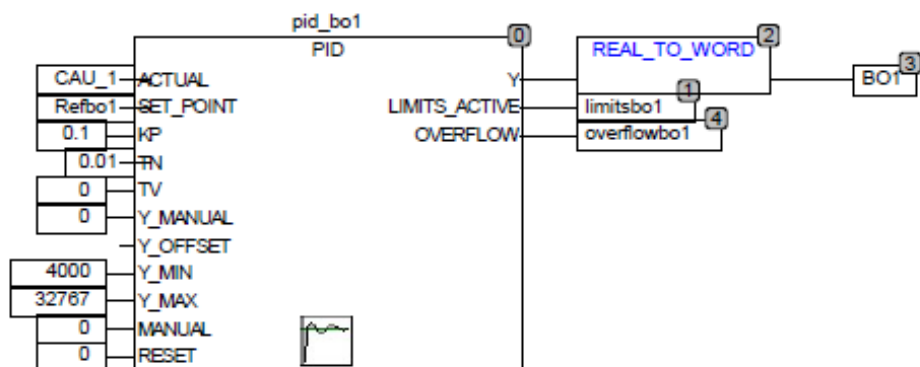 pid_bo1
0
PID
2
REAL_TO_WORD
3
CAU_1 ACTUAL Y BO1
1
Refbo1 SET_POINT LIMITS_ACTIVE limitsbo1
4
0.1 KP OVERFLOW overflowbo1
0.01 TN
0 TV
0 Y_MANUAL
Y_OFFSET
4000 Y_MIN
32767 Y_MAX
0 MANUAL
0 RESET